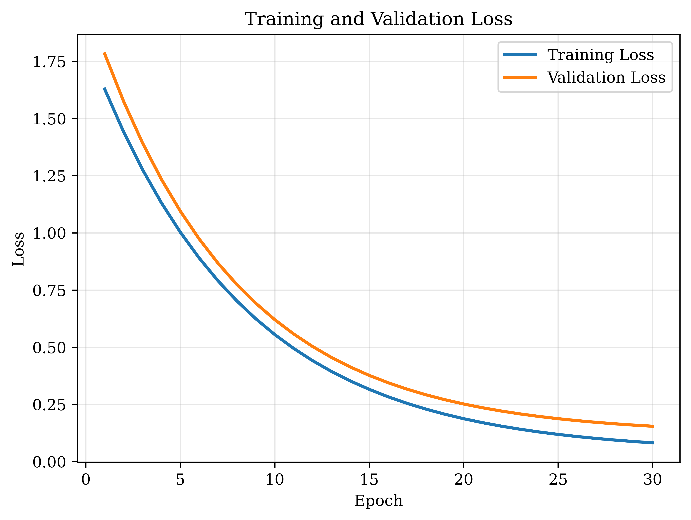 Training and Validation Loss
Training Loss
Validation Loss
Loss
1.75
1.50
1.25
1.00
0.75
0.50
0.25
0.00
0 5 10 15 20 25 30
Epoch